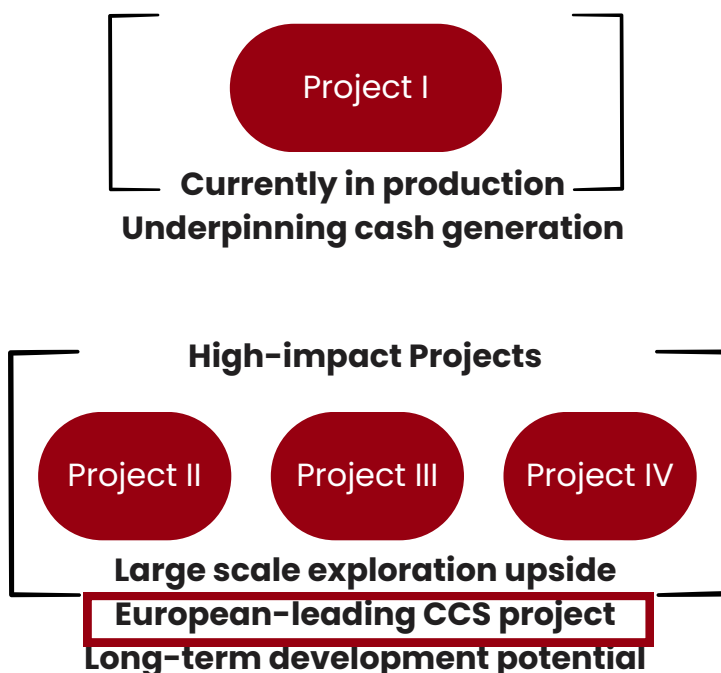 Project I
Currently in production
Underpinning cash generation
High-impact Projects
Project II
Project III
Project IV
Large scale exploration upside
European-leading CCS project
Long-term development potential